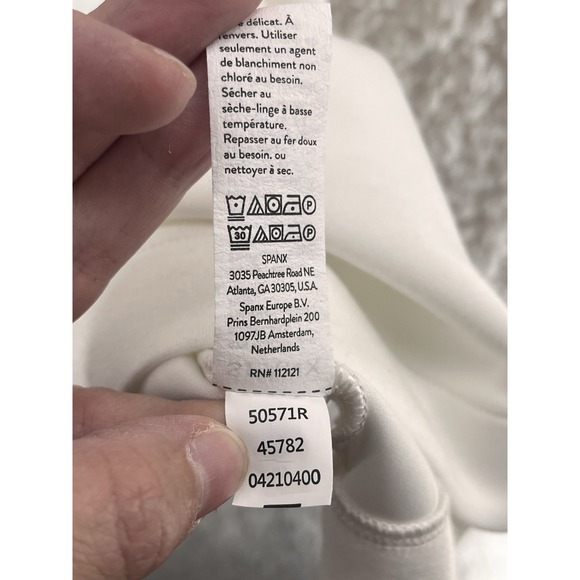 délicat. À
envers. Utiliser
seulement un agent
de blanchiment non
chloré au besoin.
Sécher au
sèche-linge à basse
température.
Repasser au fer doux
au besoin. ou
nettoyer à sec.
P
30 P
SPANX
3035 Peachtree Road NE
Atlanta, GA 30305, U.S.A.
Spanx Europe B.V.
Prins Bernhardplein 200
1097JB Amsterdam,
Netherlands
RN# 112121
50571R
45782
04210400